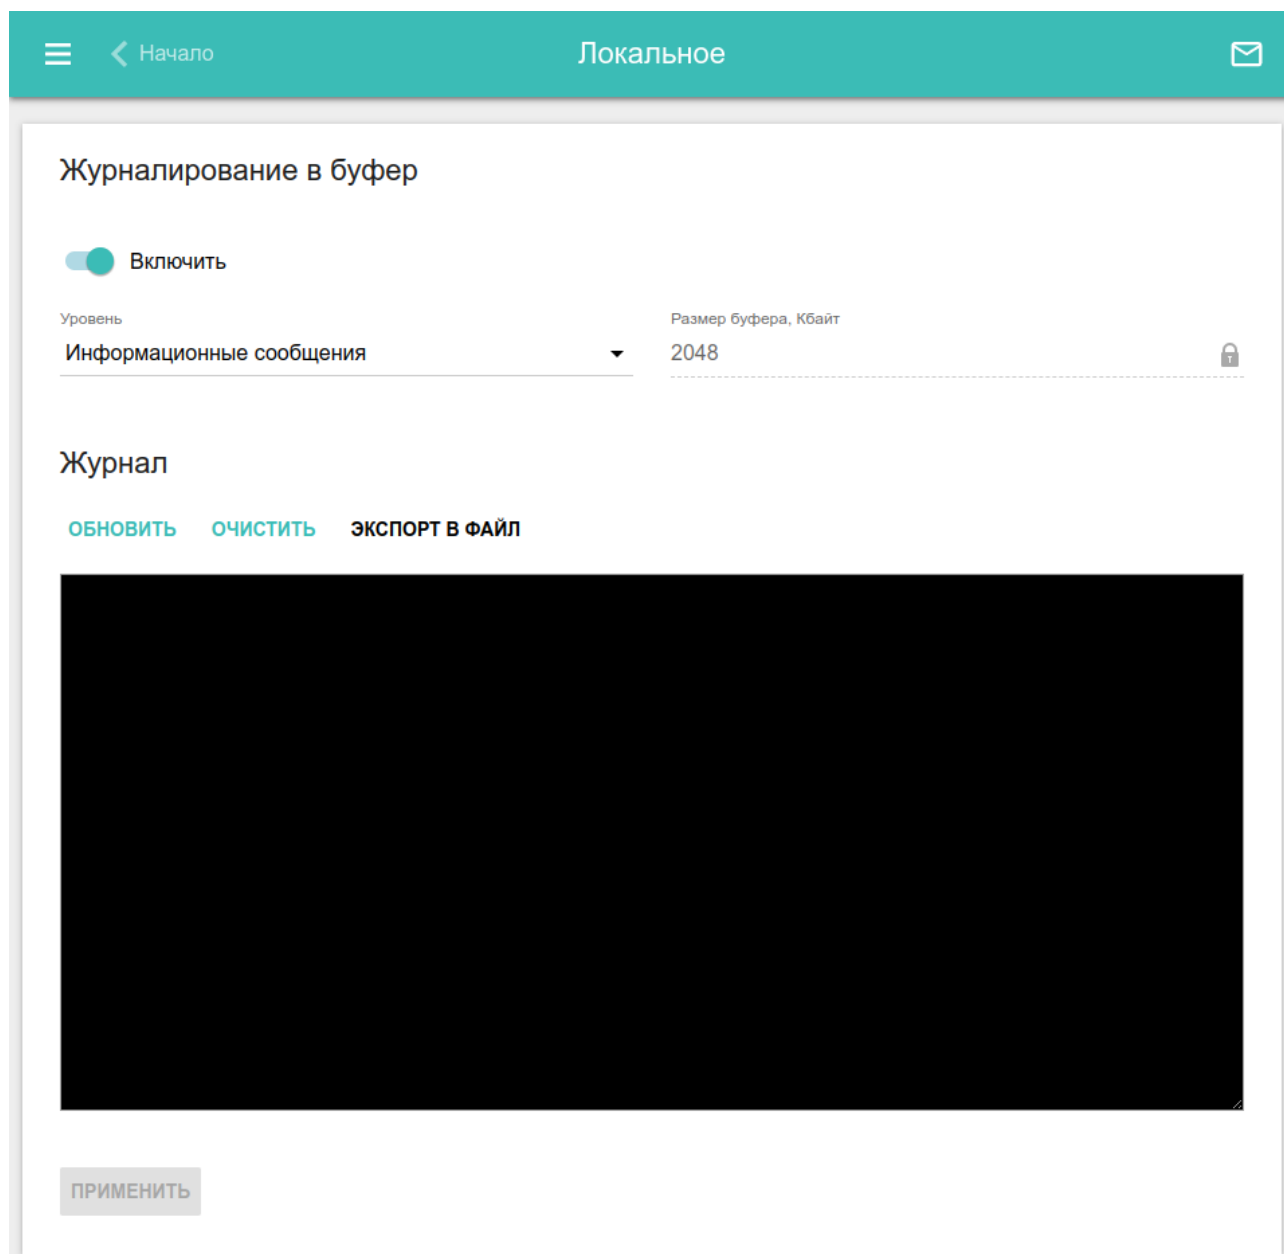 Начало Локальное
Журналирование в буфер
Включить
Уровень Размер буфера, Кбайт
Информационные сообщения 2048
Журнал
ОБНОВИТЬ ОЧИСТИТЬ ЭКСПОРТ В ФАЙЛ
ПРИМЕНИТЬ